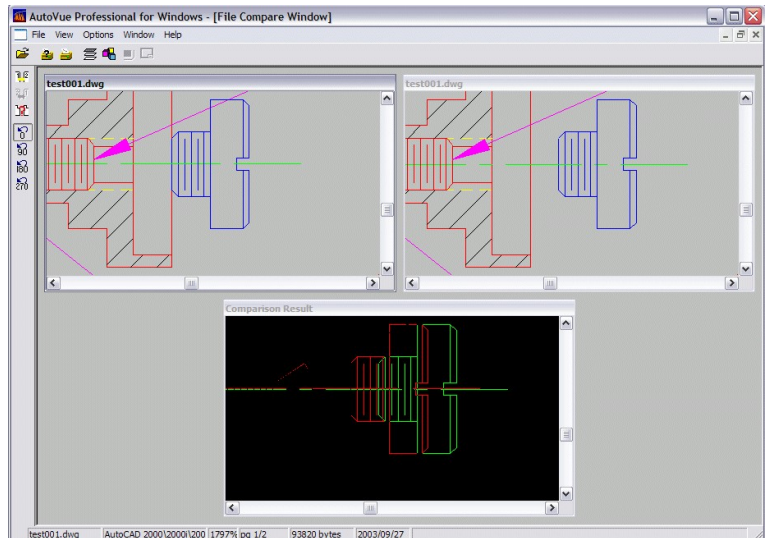 AutoVue Professional for Windows - [File Compare Window]
File View Options Window Help
0
90
180
270
test001.dwg
test001.dwg
Comparison Result
test001.dwg AutoCAD 2000\2000i\200 1797% pg 1/2 93820 bytes 2003/09/27